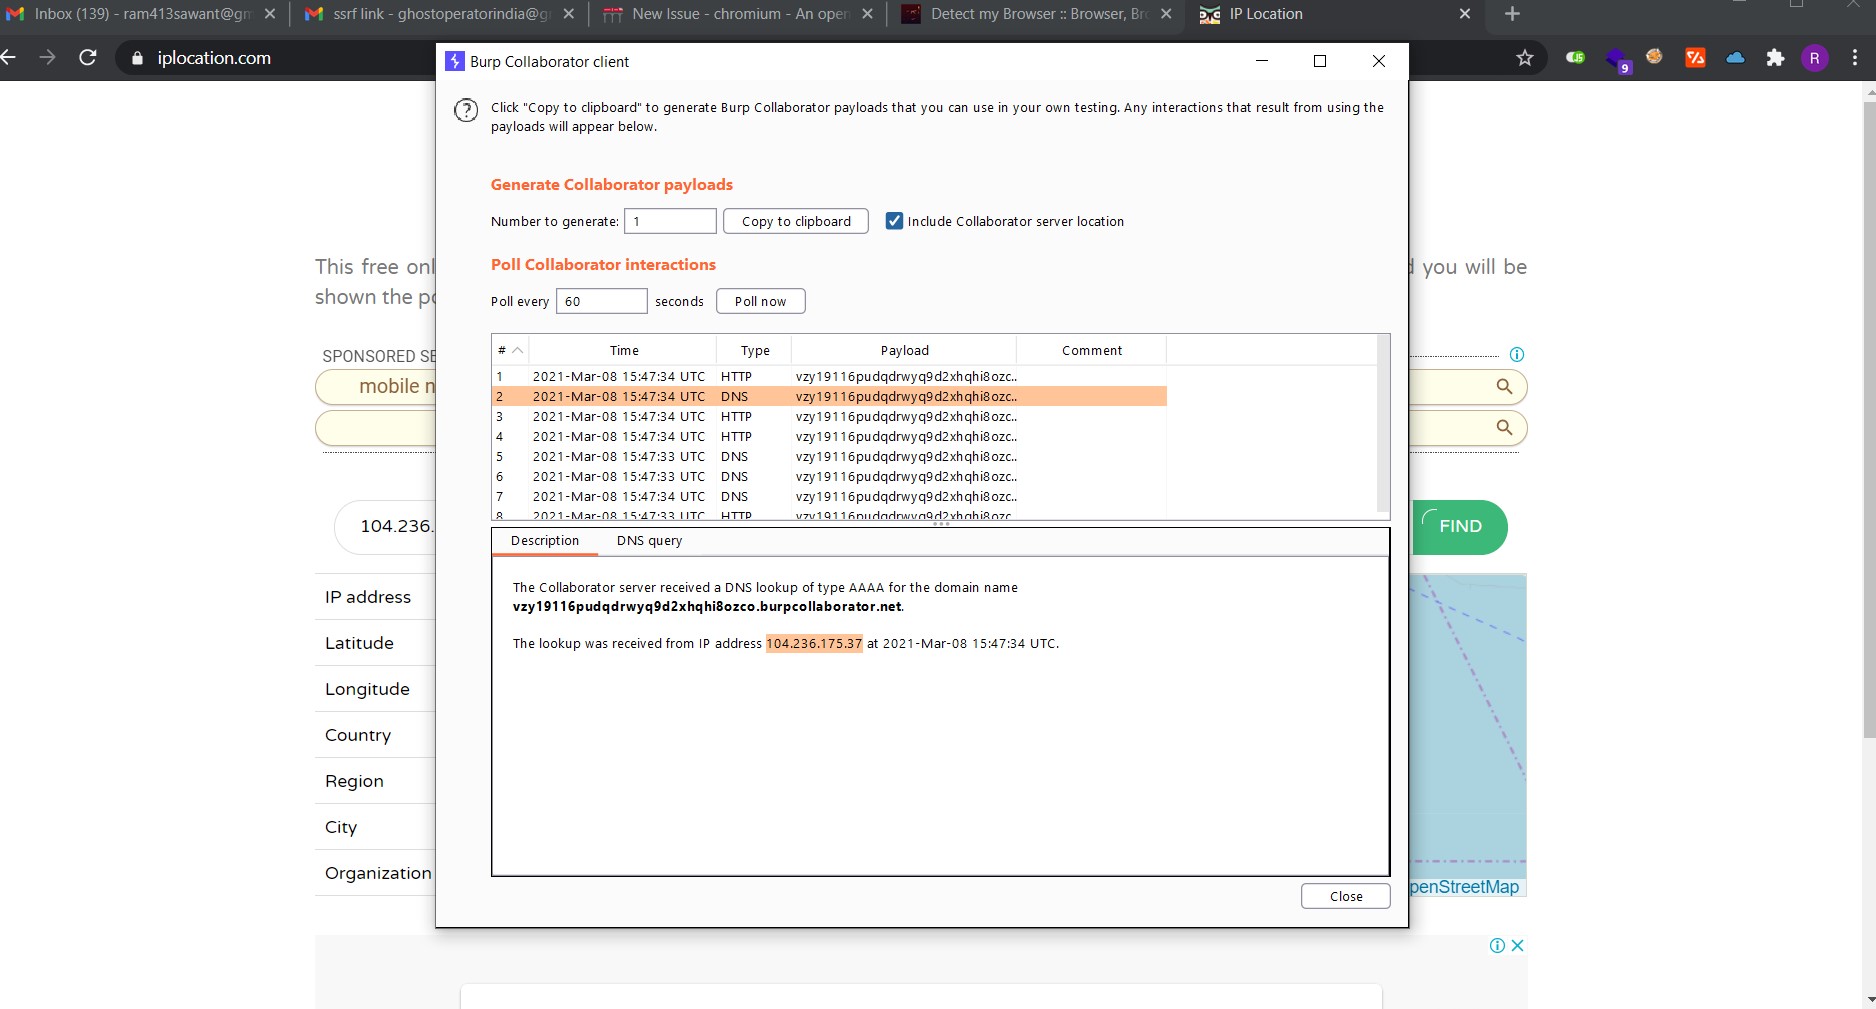 Inbox (139) - ram413sawant@gm
ssrf link - ghostoperatorindia@g
New Issue - chromium - An open
Detect my Browser :: Browser, Bro
IP Location
iplocation.com
9
R
Burp Collaborator client
Click "Copy to clipboard" to generate Burp Collaborator payloads that you can use in your own testing. Any interactions that result from using the
payloads will appear below.
Generate Collaborator payloads
Number to generate: 1 Copy to clipboard Include Collaborator server location
Poll Collaborator interactions
Poll every 60 seconds Poll now
# Time Type Payload Comment
1 2021-Mar-08 15:47:34 UTC HTTP vzy19116pudqdrwyq9d2xhqhi8ozc..
2 2021-Mar-08 15:47:34 UTC DNS vzy19116pudqdrwyq9d2xhqhi8ozc..
3 2021-Mar-08 15:47:34 UTC HTTP vzy19116pudqdrwyq9d2xhqhi8ozc..
4 2021-Mar-08 15:47:34 UTC HTTP vzy19116pudqdrwyq9d2xhqhi8ozc..
5 2021-Mar-08 15:47:33 UTC DNS vzy19116pudqdrwyq9d2xhqhi8ozc..
6 2021-Mar-08 15:47:33 UTC DNS vzy19116pudqdrwyq9d2xhqhi8ozc..
7 2021-Mar-08 15:47:34 UTC DNS vzy19116pudqdrwyq9d2xhqhi8ozc..
8 2021-Mar-08 15:47:33 UTC HTTP vzy19116pudqdrwyq9d2xhqhi8ozc
Description DNS query
The Collaborator server received a DNS lookup of type AAAA for the domain name
vzy19116pudqdrwyq9d2xhqhi8ozco.burpcollaborator.net.
The lookup was received from IP address 104.236.175.37 at 2021-Mar-08 15:47:34 UTC.
Close
This free onl
d you will be
shown the po
SPONSORED SE
mobile n
104.236.
FIND
IP address
Latitude
Longitude
Country
Region
City
Organization
penStreetMap